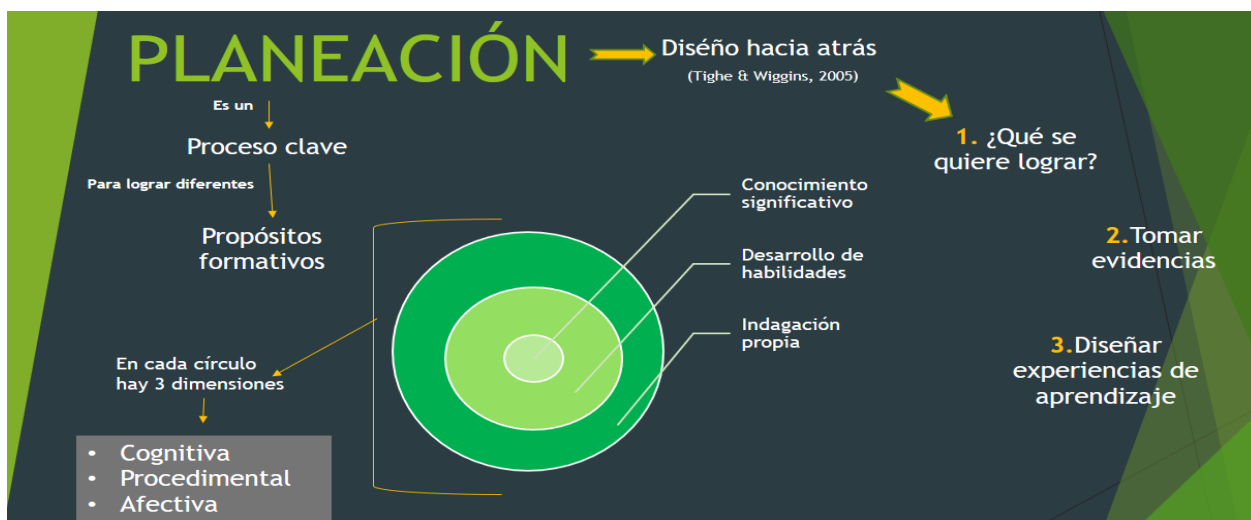 PLANEACIÓN
Diséño hacia atrás
(Tighe & Wiggins, 2005)
Es un
Proceso clave
Para lograr diferentes
Propósitos
formativos
En cada círculo
hay 3 dimensiones
• Cognitiva
• Procedimental
• Afectiva
Conocimiento
significativo
Desarrollo de
habilidades
Indagación
propia
1. ¿Qué se
quiere lograr?
2.Tomar
evidencias
3.Diseñar
experiencias de
aprendizaje